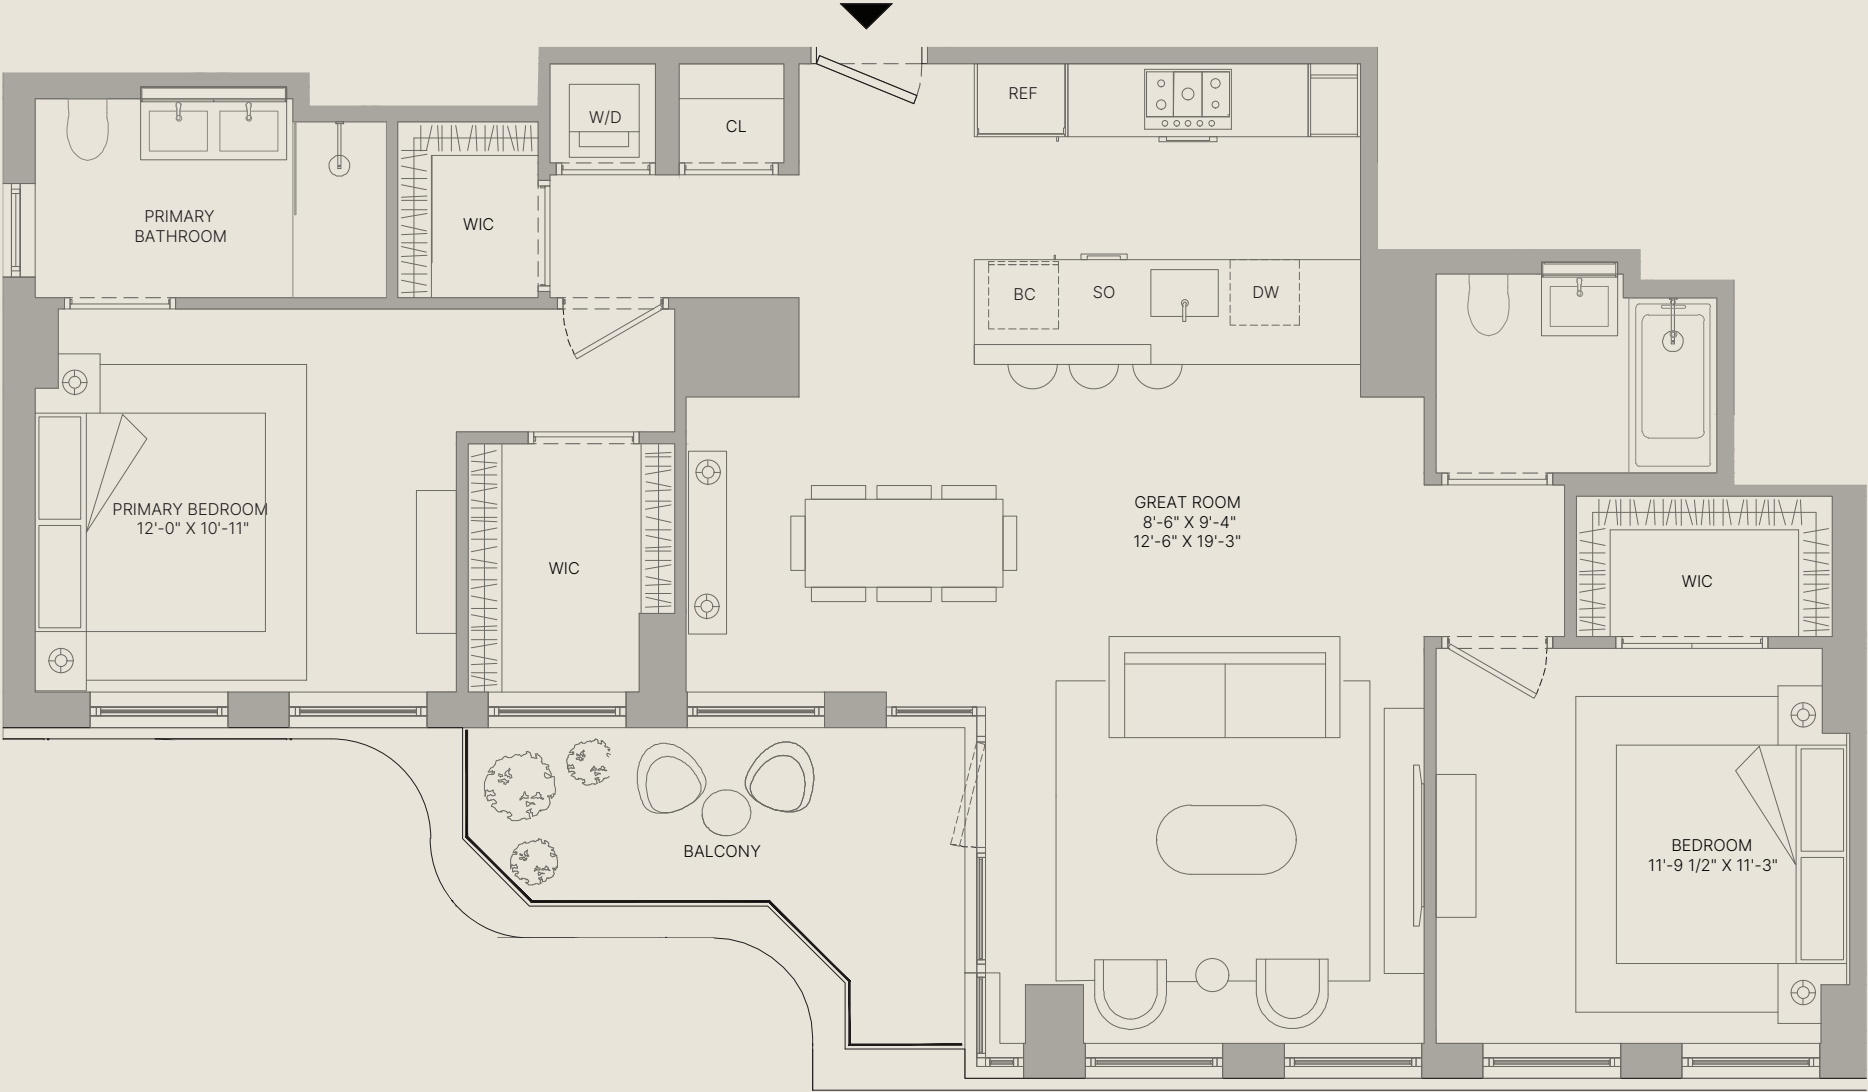 W/D
CL
REF
PRIMARY
BATHROOM
WIC
BC
SO
DW
PRIMARY BEDROOM
12'-0" X 10'-11"
WIC
GREAT ROOM
8'-6" X 9'-4"
12'-6" X 19'-3"
WIC
BALCONY
BEDROOM
11'-9 1/2" X 11'-3"